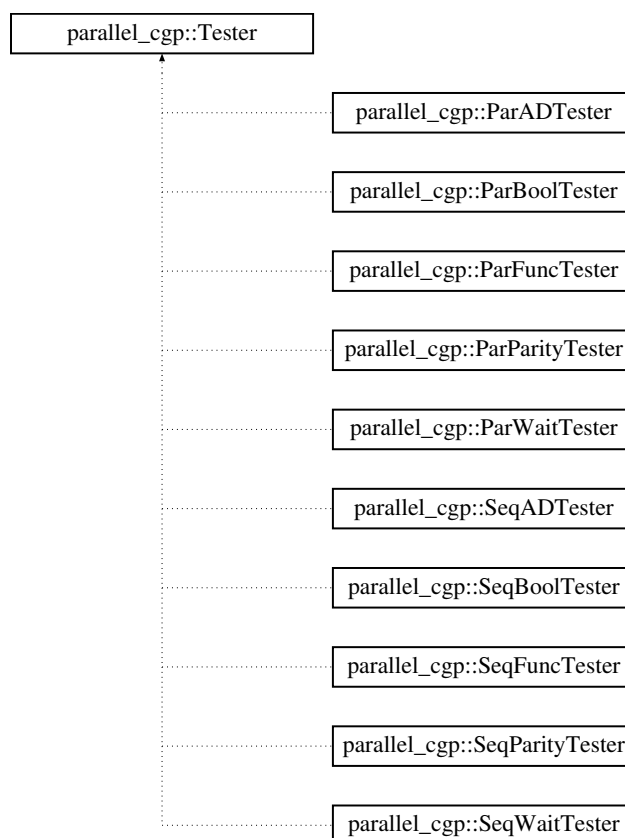 parallel_cgp::Tester
parallel_cgp::ParADTester
parallel_cgp::ParBoolTester
parallel_cgp::ParFuncTester
parallel_cgp::ParParityTester
parallel_cgp::ParWaitTester
parallel_cgp::SeqADTester
parallel_cgp::SeqBoolTester
parallel_cgp::SeqFuncTester
parallel_cgp::SeqParityTester
parallel_cgp::SeqWaitTester